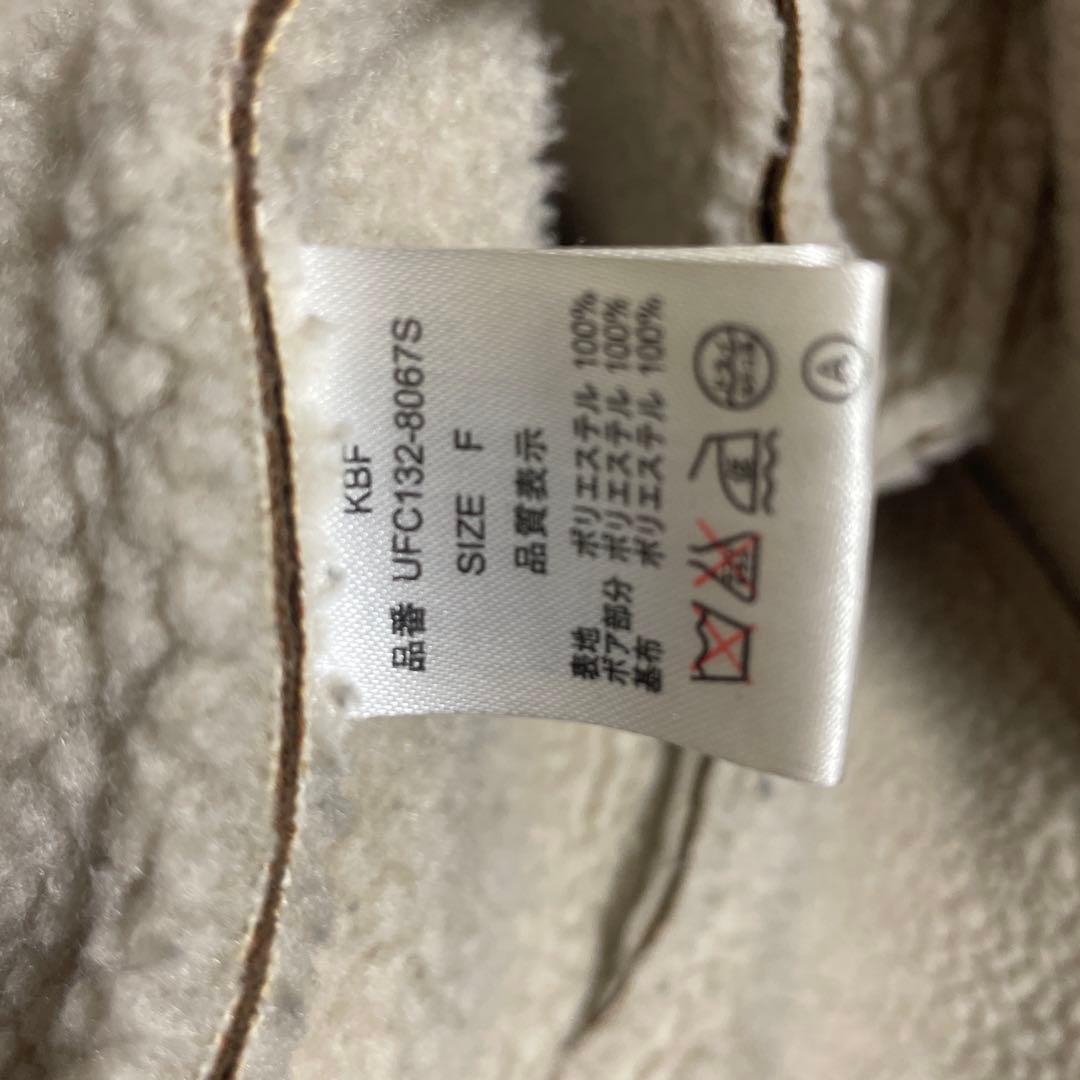 KBF
品番 UFC132-8067S
SIZE F
品質表示
表地 ポリエステル 100%
ボア部分 ポリエステル 100%
基布 ポリエステル 100%
A